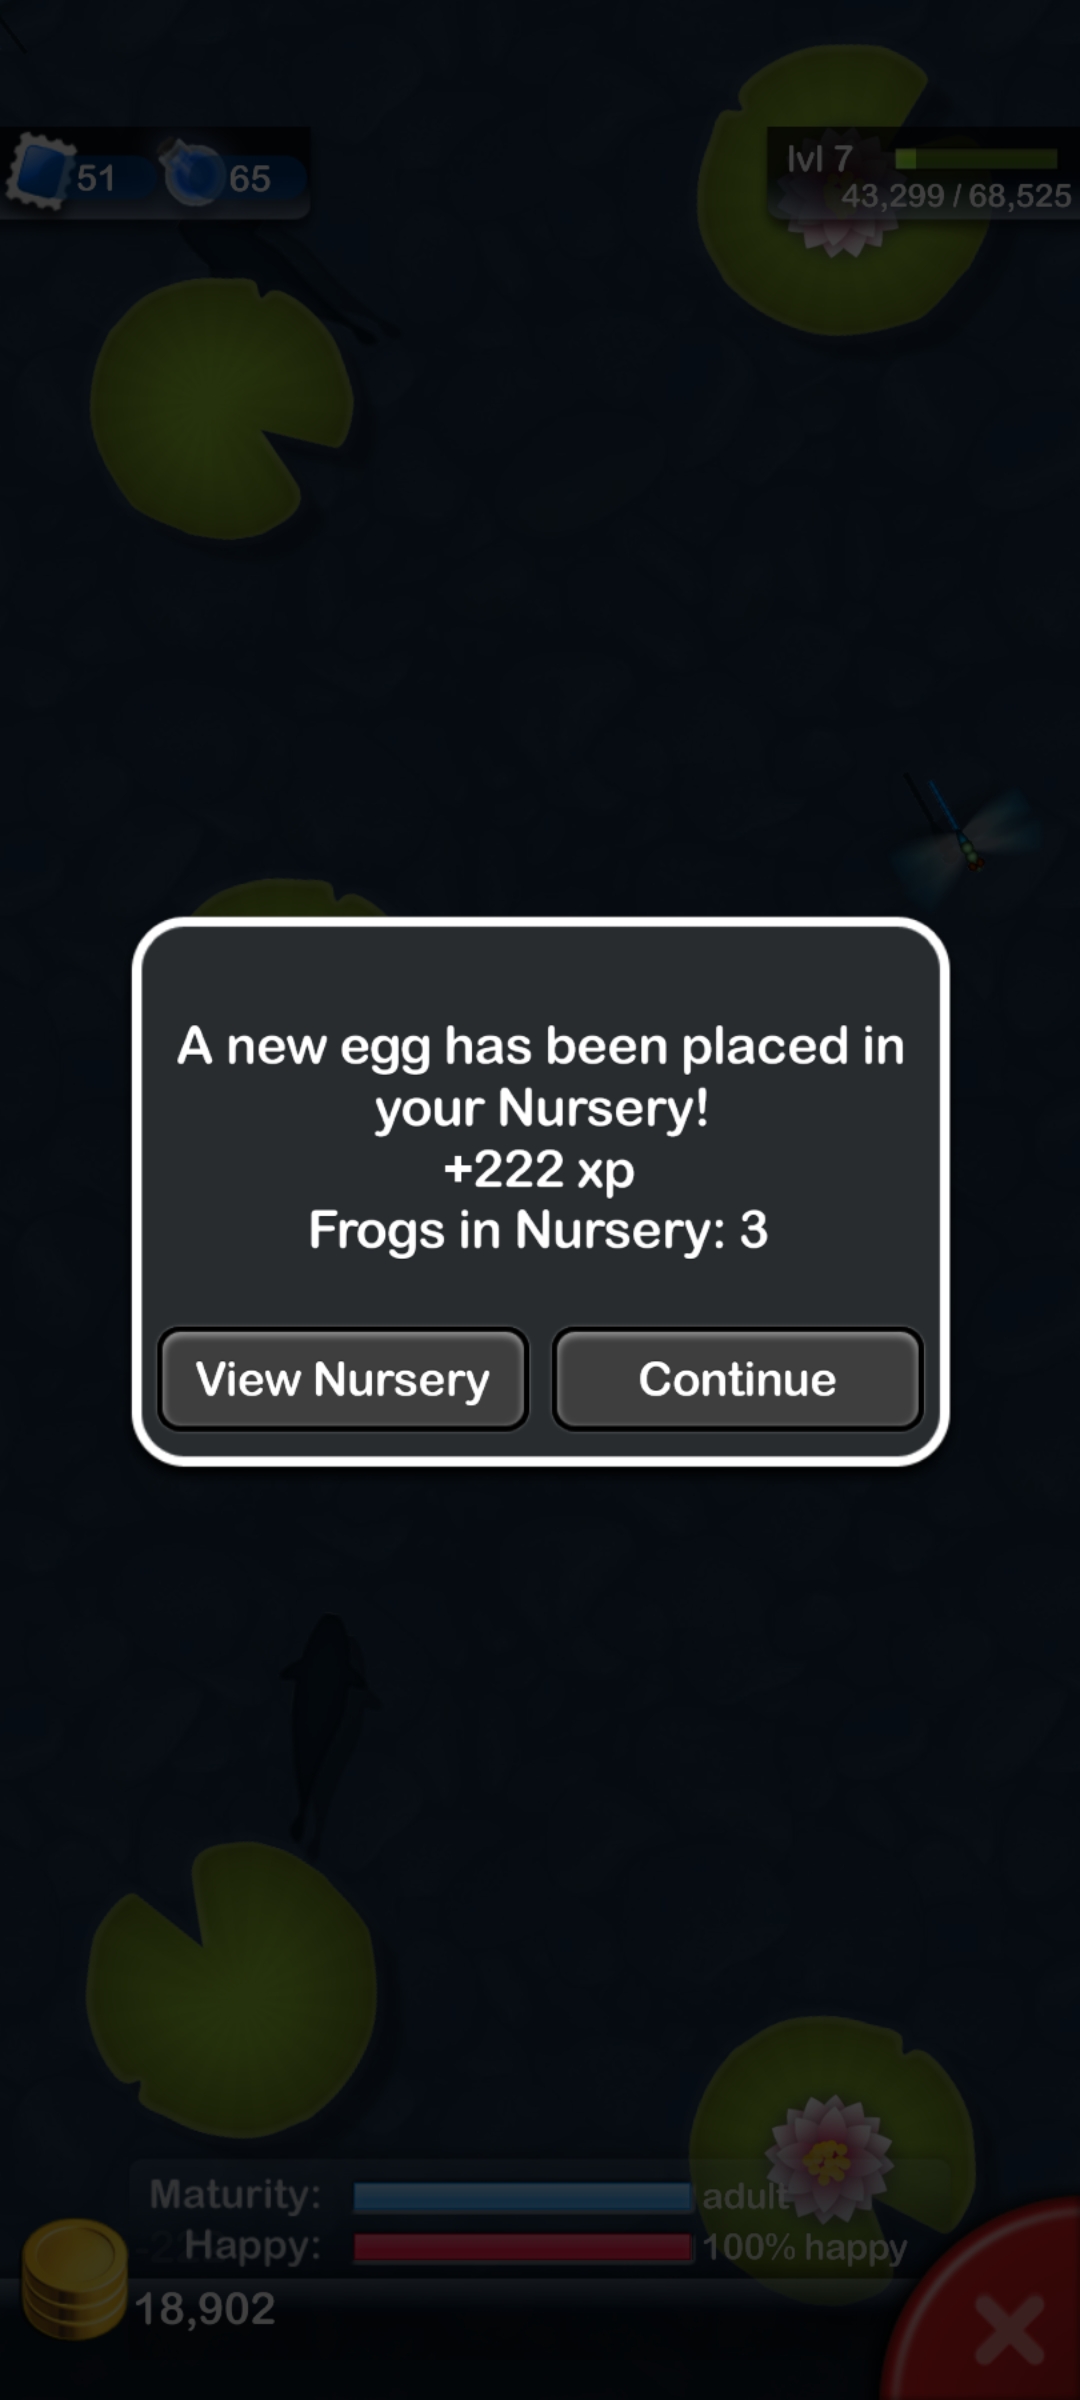 51
65
lvl 7
43,299 / 68,525
A new egg has been placed in
your Nursery!
+222 xp
Frogs in Nursery: 3
View Nursery
Continue
Maturity:
adult
Happy:
100% happy
18,902